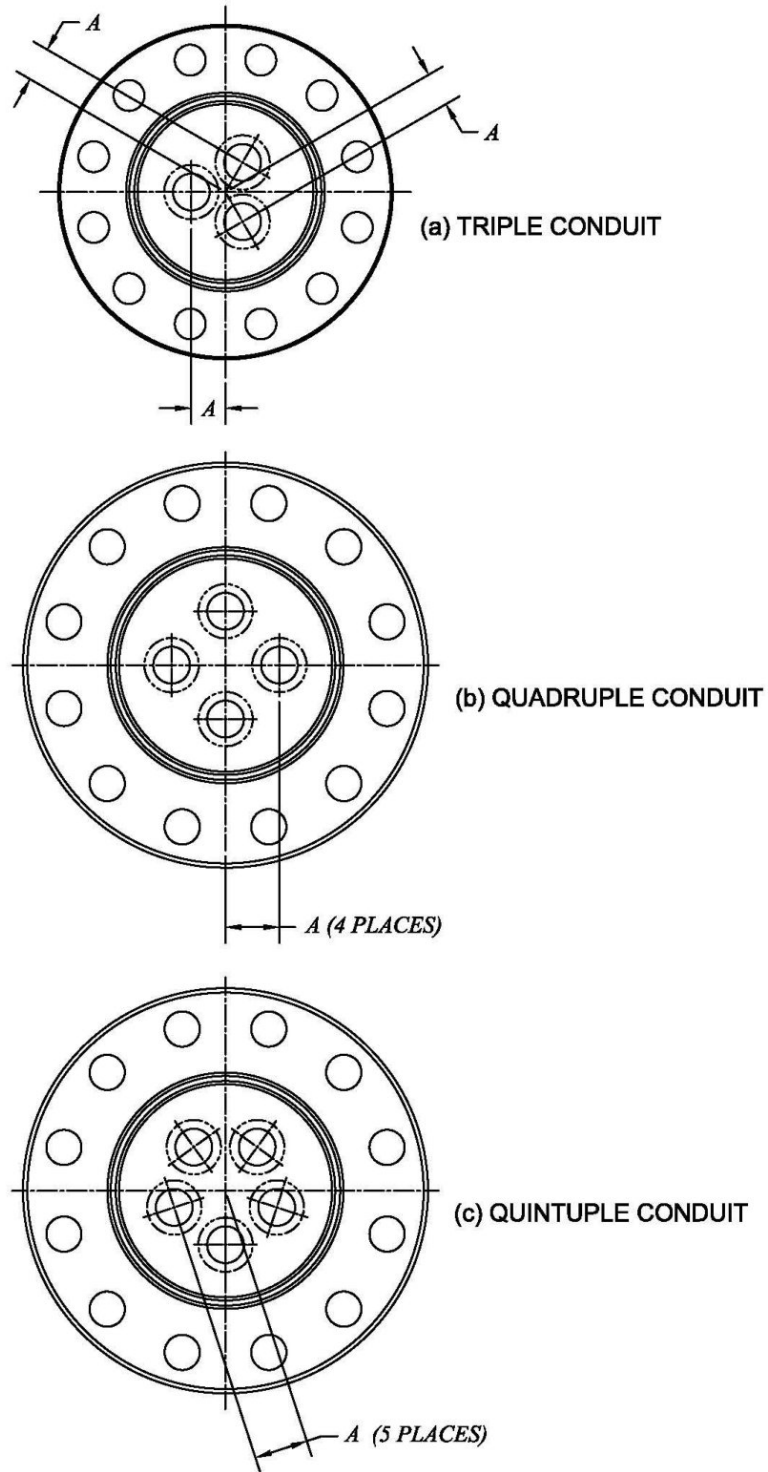 A
A
(a) TRIPLE CONDUIT
A
(b) QUADRUPLE CONDUIT
A (4 PLACES)
(c) QUINTUPLE CONDUIT
A (5 PLACES)